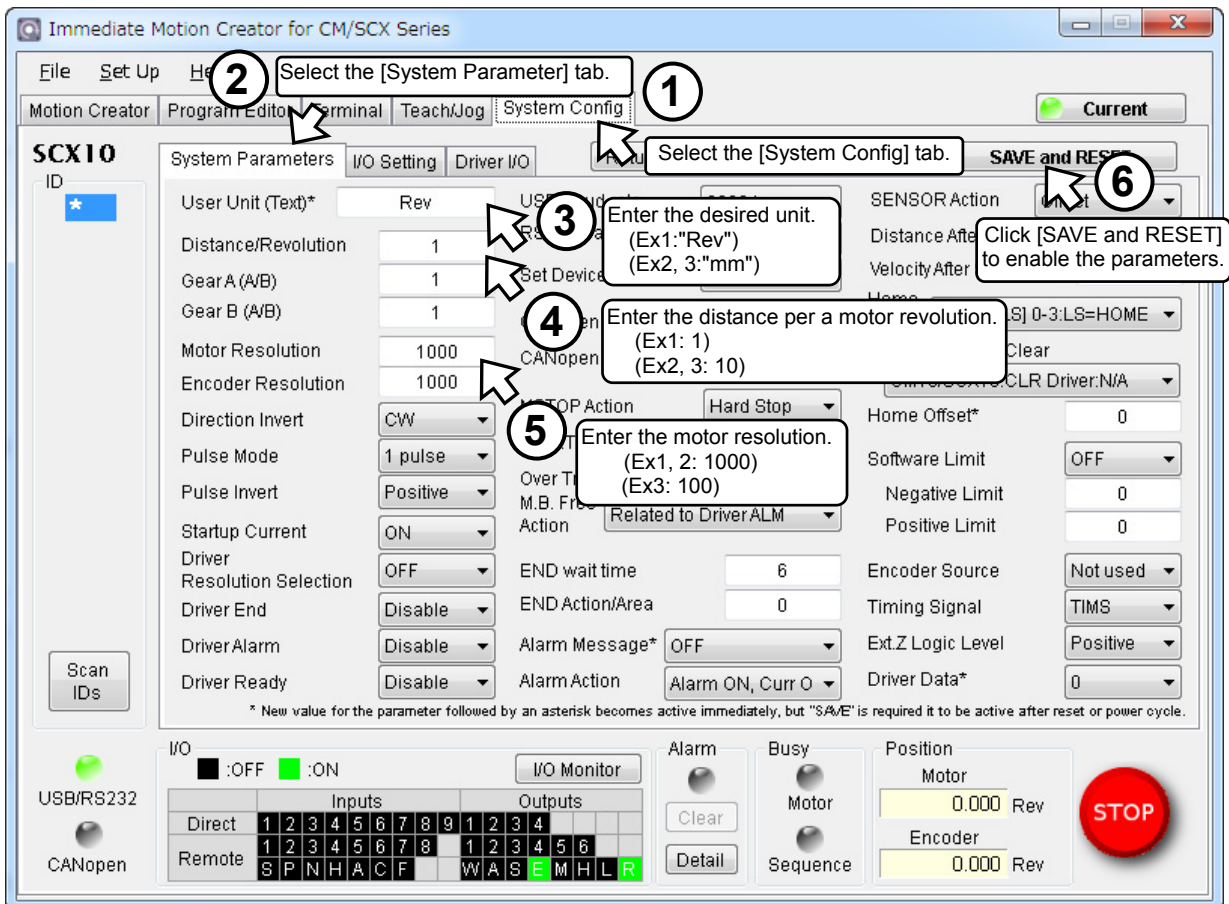 Immediate Motion Creator for CM/SCX Series
File Set Up
2
Select the [System Parameter] tab.
1
Motion Creator Program Editor Terminal Teach/Jog System Config
Current
SCX10
System Parameters I/O Setting Driver I/O
Select the [System Config] tab.
SAVE and RESET
6
ID
*
User Unit (Text)* Rev
3
Enter the desired unit.
(Ex1:"Rev")
(Ex2, 3:"mm")
SENSOR Action
Click [SAVE and RESET]
to enable the parameters.
Distance/Revolution 1
Set Device
Distance After
Gear A (A/B) 1
Velocity After
Gear B (A/B) 1
4
Enter the distance per a motor revolution.
(Ex1: 1)
(Ex2, 3: 10)
0-3:LS=HOME
Motor Resolution 1000
CANopen
Clear
Encoder Resolution 1000
Driver:N/A
5
Enter the motor resolution.
(Ex1, 2: 1000)
(Ex3: 100)
Direction Invert CW
Action Hard Stop
Home Offset* 0
Pulse Mode 1 pulse
Software Limit OFF
Pulse Invert Positive
Over
M.B.
Action Related to Driver ALM
Negative Limit 0
Startup Current ON
Positive Limit 0
Driver
Resolution Selection OFF
END wait time 6
Encoder Source Not used
Driver End Disable
END Action/Area 0
Timing Signal TIMS
Driver Alarm Disable
Alarm Message* OFF
Ext.Z Logic Level Positive
Driver Ready Disable
Alarm Action Alarm ON, Curr O
Driver Data* 0
Scan
IDs
* New value for the parameter followed by an asterisk becomes active immediately, but "SAVE" is required it to be active after reset or power cycle.
USB/RS232
CANopen
I/O
:OFF :ON
I/O Monitor
Inputs Outputs
Direct 1 2 3 4 5 6 7 8 9 1 2 3 4
Remote 1 2 3 4 5 6 7 8 1 2 3 4 5 6
S P N H A C F W A S E M H L R
Alarm
Clear
Detail
Busy
Motor
Sequence
Position
Motor
0.000 Rev
Encoder
0.000 Rev
STOP